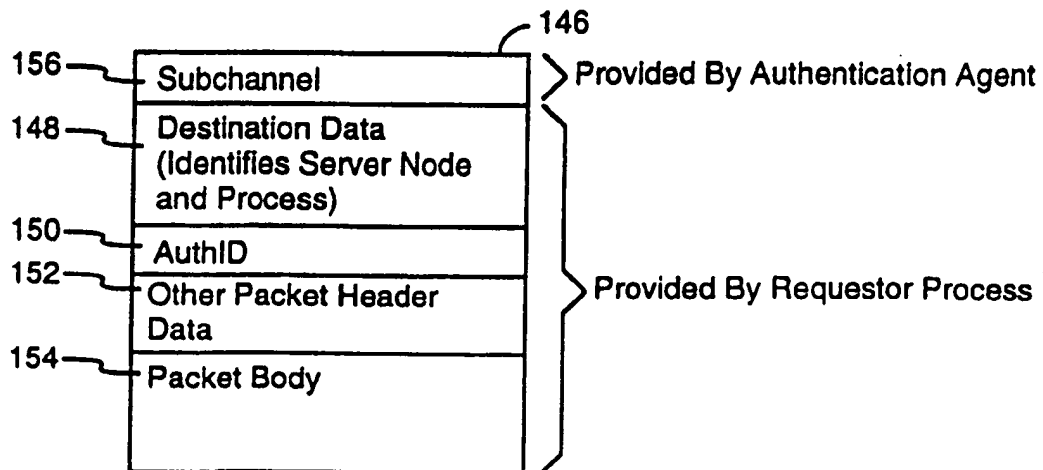 146
156 Subchannel Provided By Authentication Agent
148 Destination Data
(Identifies Server Node
and Process)
150 AuthID
152 Other Packet Header
Data
Provided By Requestor Process
154 Packet Body